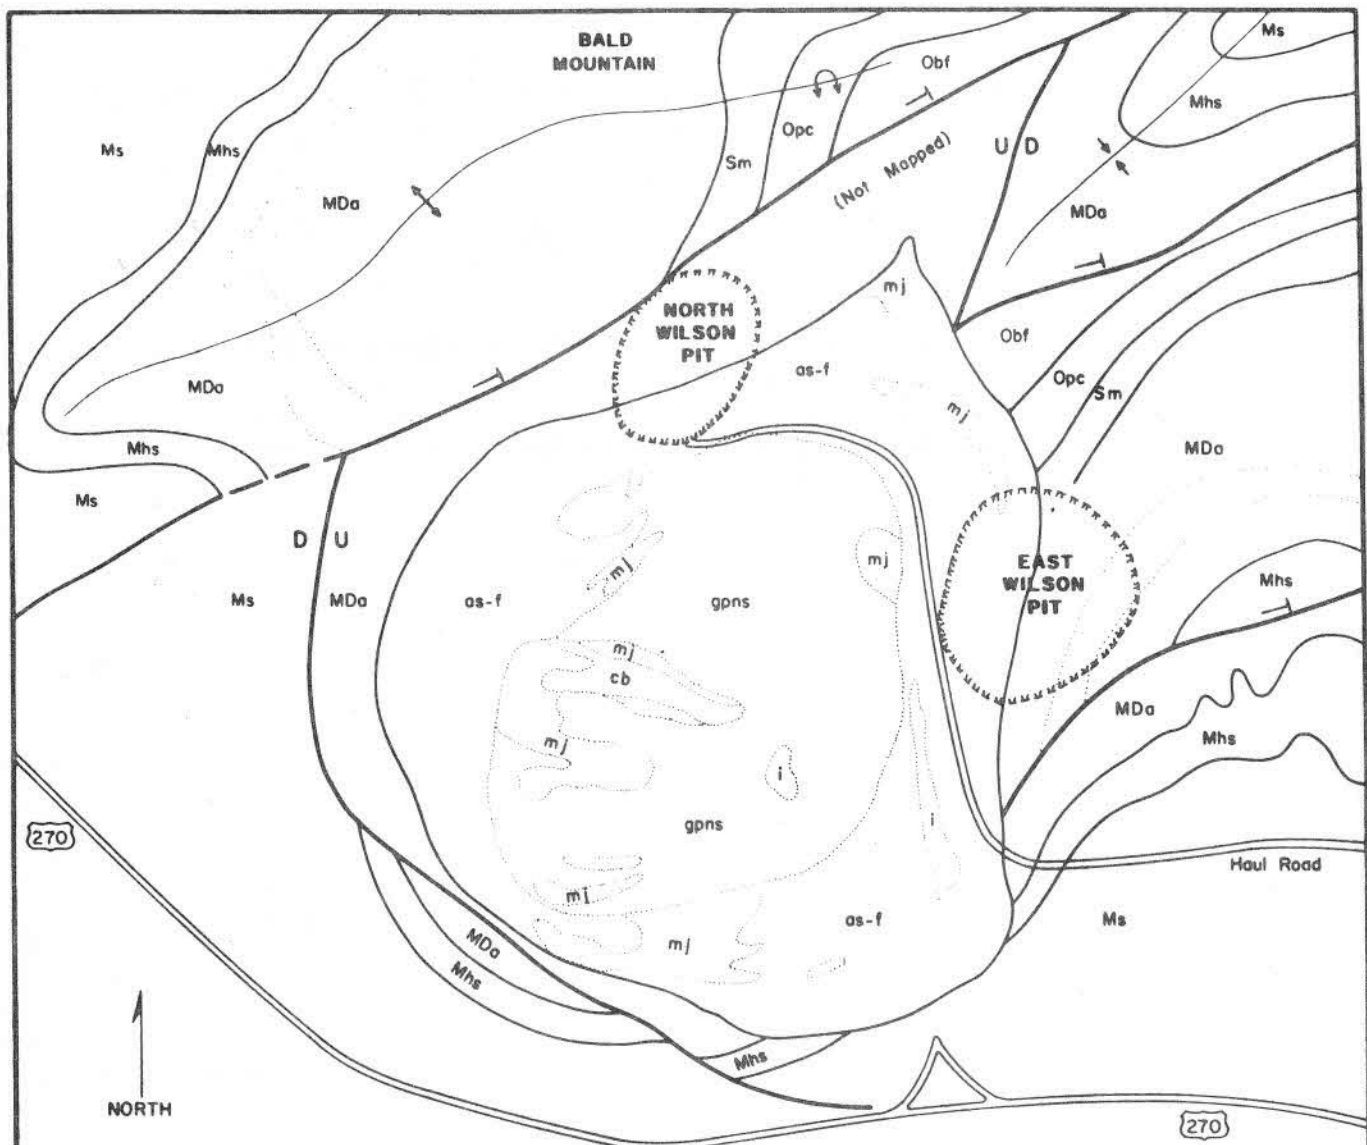 BALD
MOUNTAIN
Ms
Obf
Mhs
Ms
Mhs
Opc
Sm
U D
(Not Mapped)
MDa
MDa
mj
NORTH
WILSON
PIT
Obf
as-f
Opc
MDa
Sm
mj
Mhs
MDa
Ms
D U
mj
mj
EAST
WILSON
PIT
Mhs
Ms
MDa
as-f
gpns
mj
cb
MDa
Mhs
mj
i
gpns
i
270
Haul Road
mj
as-f
Ms
MDa
mj
Mhs
Mhs
NORTH
270